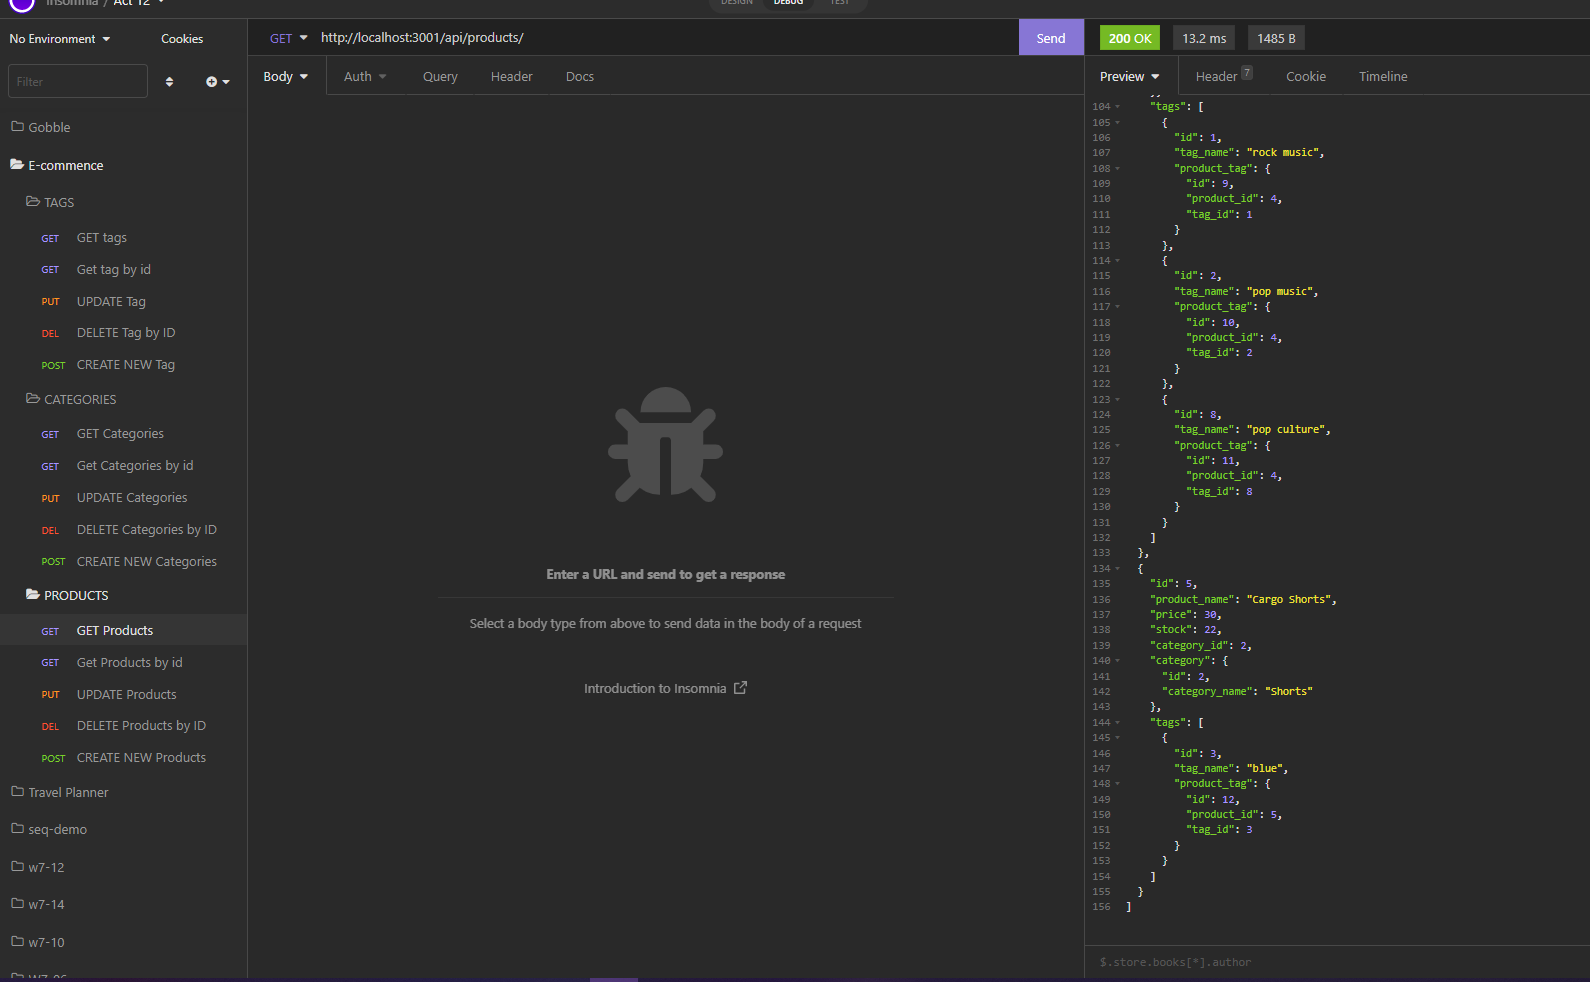 Insomnia / Act 12
DESIGN DEBUG TEST
No Environment Cookies
Filter
Gobble
E-commence
TAGS
GET GET tags
GET Get tag by id
PUT UPDATE Tag
DEL DELETE Tag by ID
POST CREATE NEW Tag
CATEGORIES
GET GET Categories
GET Get Categories by id
PUT UPDATE Categories
DEL DELETE Categories by ID
POST CREATE NEW Categories
PRODUCTS
GET GET Products
GET Get Products by id
PUT UPDATE Products
DEL DELETE Products by ID
POST CREATE NEW Products
Travel Planner
seq-demo
w7-12
w7-14
w7-10
GET http://localhost:3001/api/products/ Send
Body Auth Query Header Docs
Enter a URL and send to get a response
Select a body type from above to send data in the body of a request
Introduction to Insomnia
200 OK 13.2 ms 1485 B
Preview Header 7 Cookie Timeline
104 "tags": [
105 {
106 "id": 1,
107 "tag_name": "rock music",
108 "product_tag": {
109 "id": 9,
110 "product_id": 4,
111 "tag_id": 1
112 }
113 },
114 {
115 "id": 2,
116 "tag_name": "pop music",
117 "product_tag": {
118 "id": 10,
119 "product_id": 4,
120 "tag_id": 2
121 }
122 },
123 {
124 "id": 8,
125 "tag_name": "pop culture",
126 "product_tag": {
127 "id": 11,
128 "product_id": 4,
129 "tag_id": 8
130 }
131 }
132 ]
133 },
134 {
135 "id": 5,
136 "product_name": "Cargo Shorts",
137 "price": 30,
138 "stock": 22,
139 "category_id": 2,
140 "category": {
141 "id": 2,
142 "category_name": "Shorts"
143 },
144 "tags": [
145 {
146 "id": 3,
147 "tag_name": "blue",
148 "product_tag": {
149 "id": 12,
150 "product_id": 5,
151 "tag_id": 3
152 }
153 }
154 ]
155 }
156 ]
$.store.books[*].author